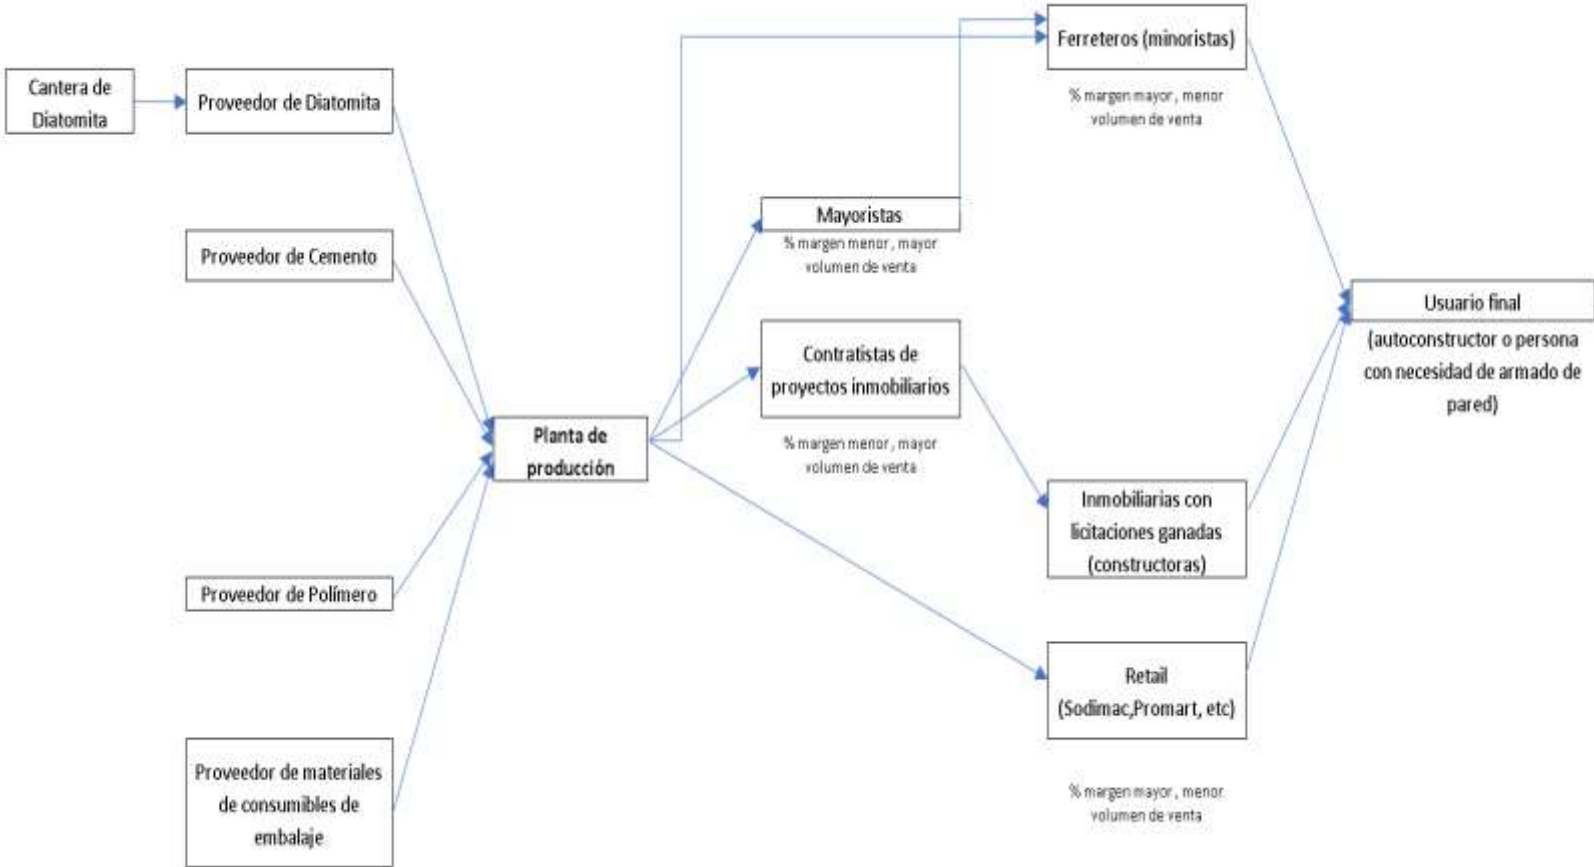 Cantera de
Diatomita
Proveedor de Diatomita
Proveedor de Cemento
Proveedor de Polímero
Proveedor de materiales
de consumibles de
embalaje
Planta de
producción
Mayoristas
% margen menor , mayor
volumen de venta
Contratistas de
proyectos inmobiliarios
% margen menor , mayor
volumen de venta
Ferreteros (minoristas)
% margen mayor , menor
volumen de venta
Inmobiliarias con
licitaciones ganadas
(constructoras)
Retail
(Sodimac,Promart, etc)
% margen mayor , menor
volumen de venta
Usuario final
(autoconstructor o persona
con necesidad de armado de
pared)